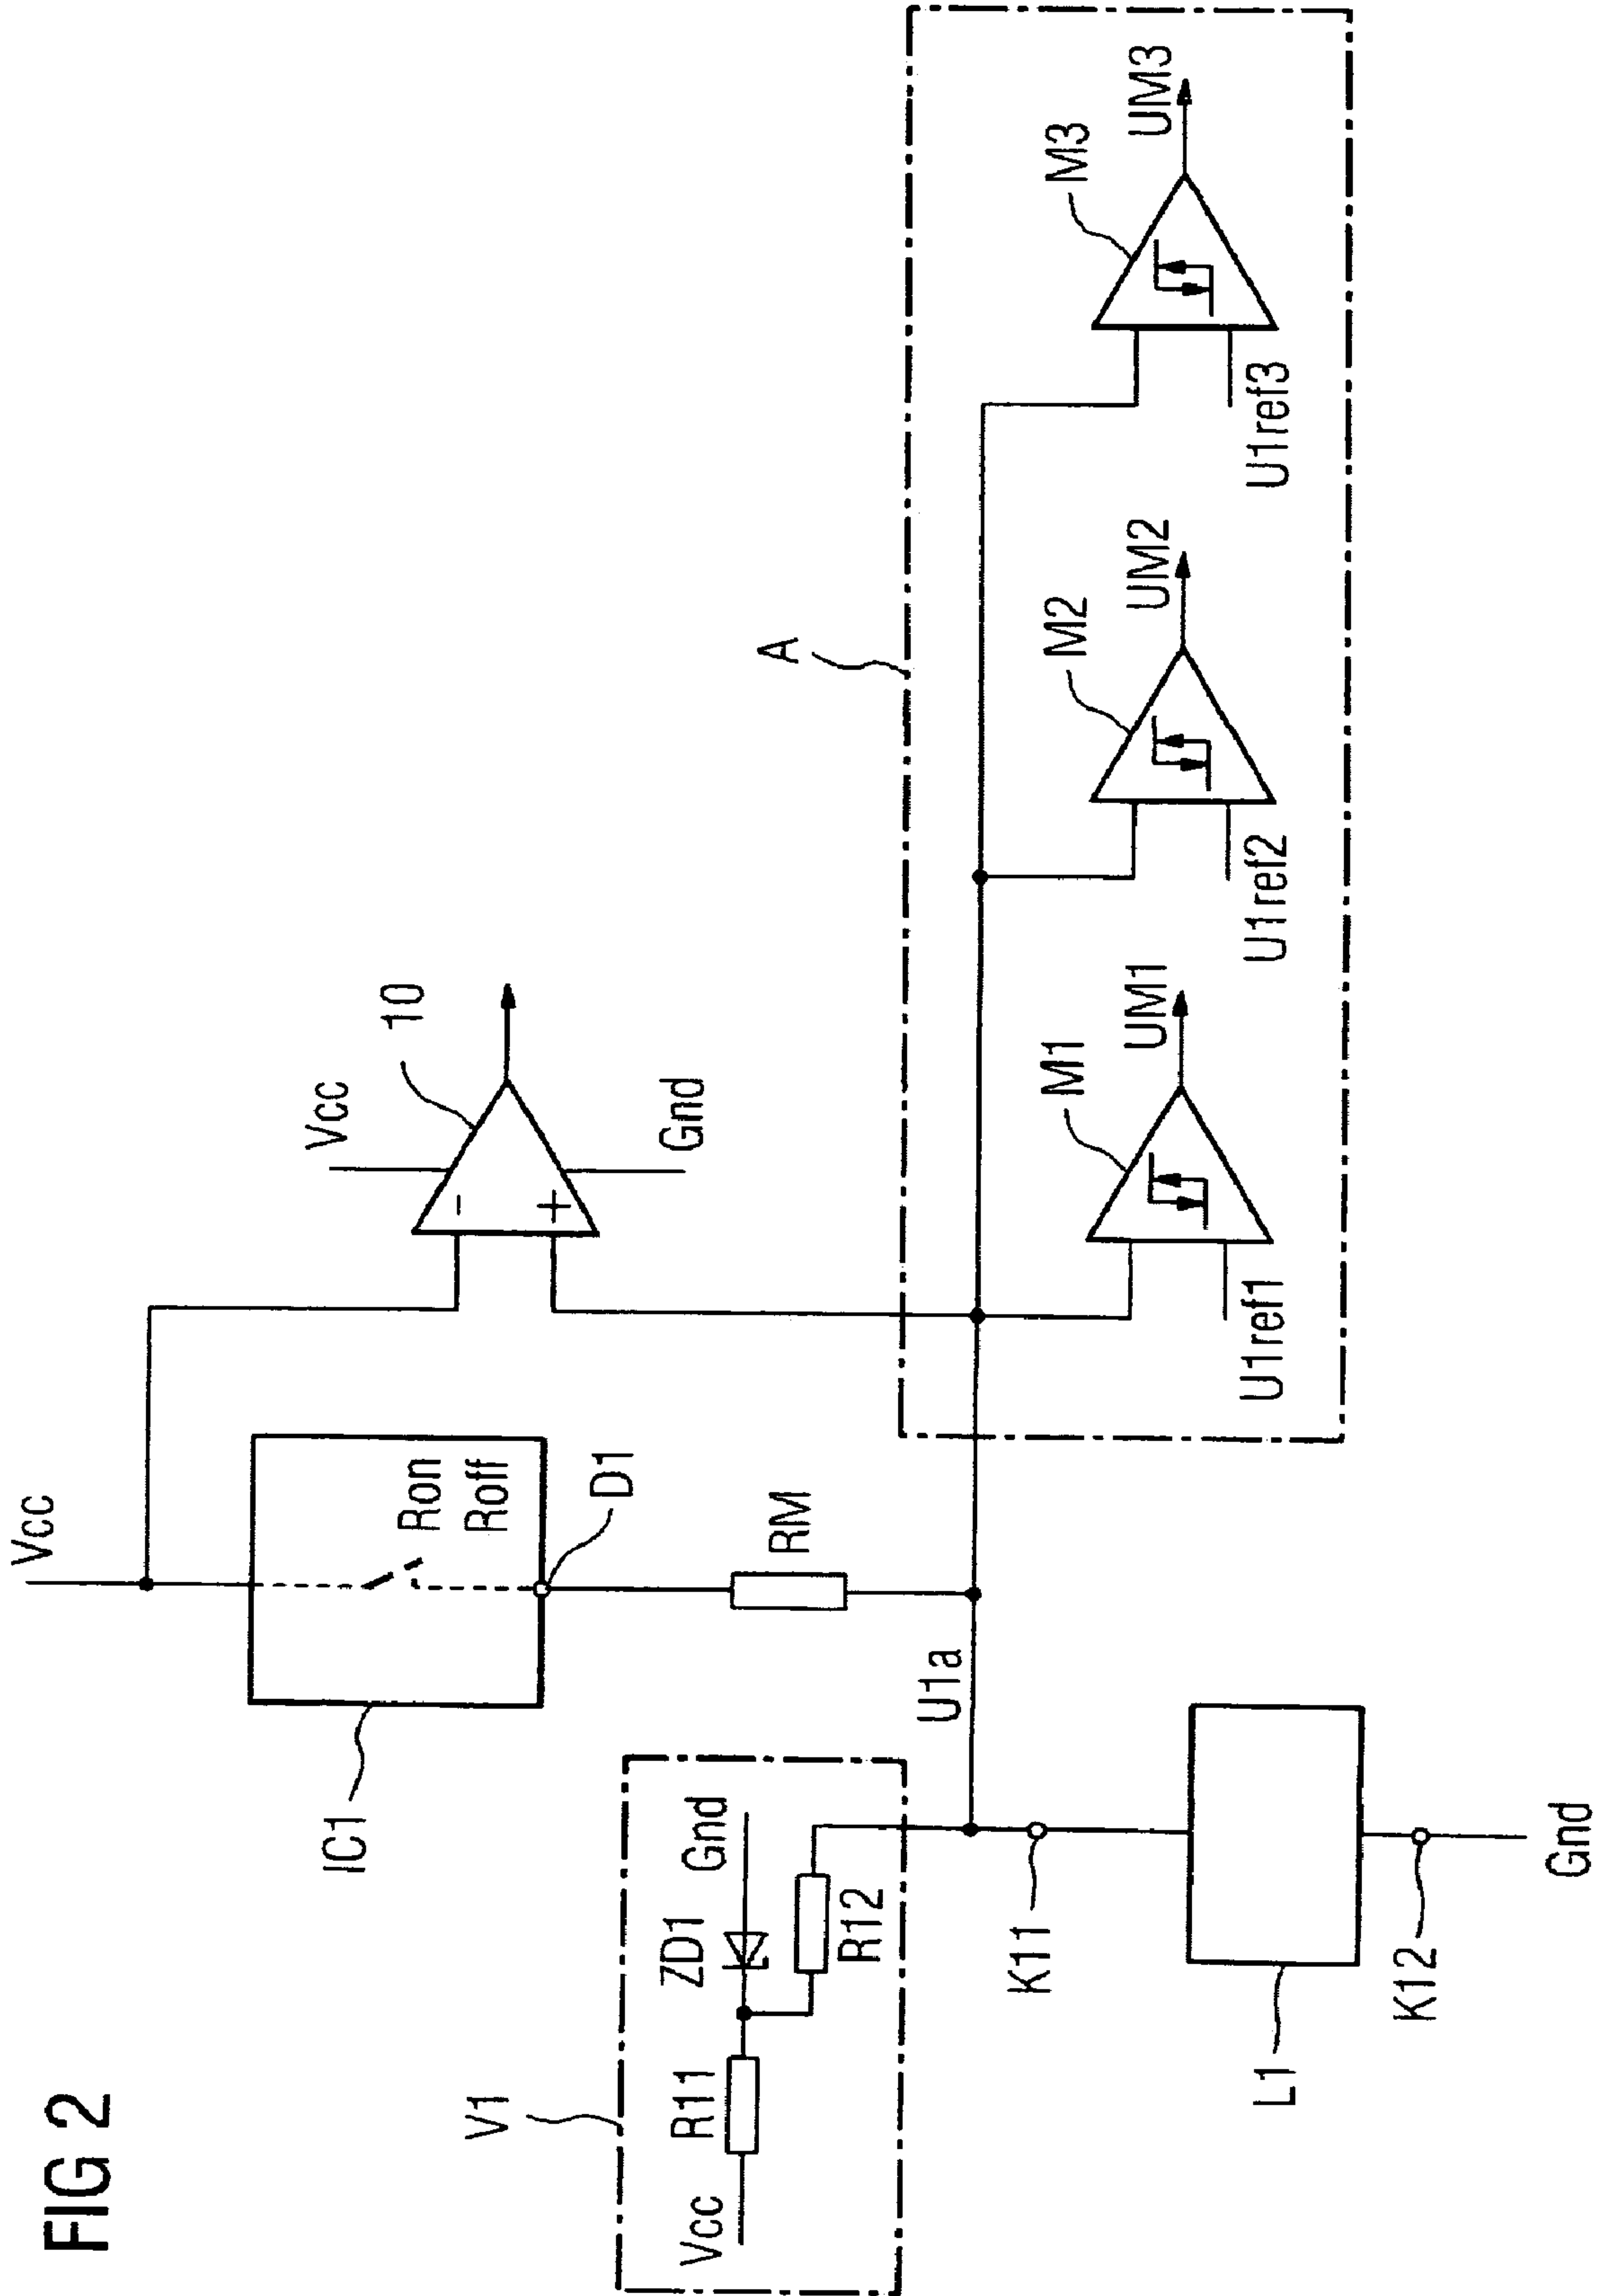 FIG 2
Vcc
IC1
Ron
Roff
D1
RM
Vcc
10
Gnd
V1
Vcc
R11
ZD1
Gnd
R12
U1a
K11
L1
K12
Gnd
A
M1
UM1
U1ref1
M2
UM2
U1ref2
M3
UM3
U1ref3
-
+